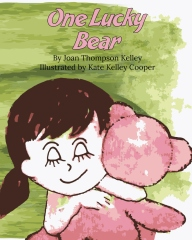 One Lucky
Bear
By Joan Thompson Kelley
Illustrated by Kate Kelley Cooper